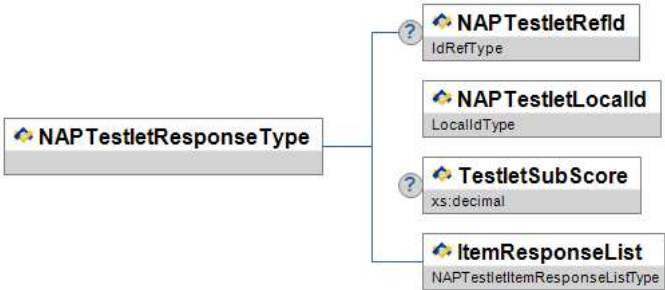 ?
NAPTestletRefId
IdRefType
NAPTestletLocalId
LocalIdType
NAPTestletResponseType
?
TestletSubScore
xs:decimal
ItemResponseList
NAPTestletItemResponseListType